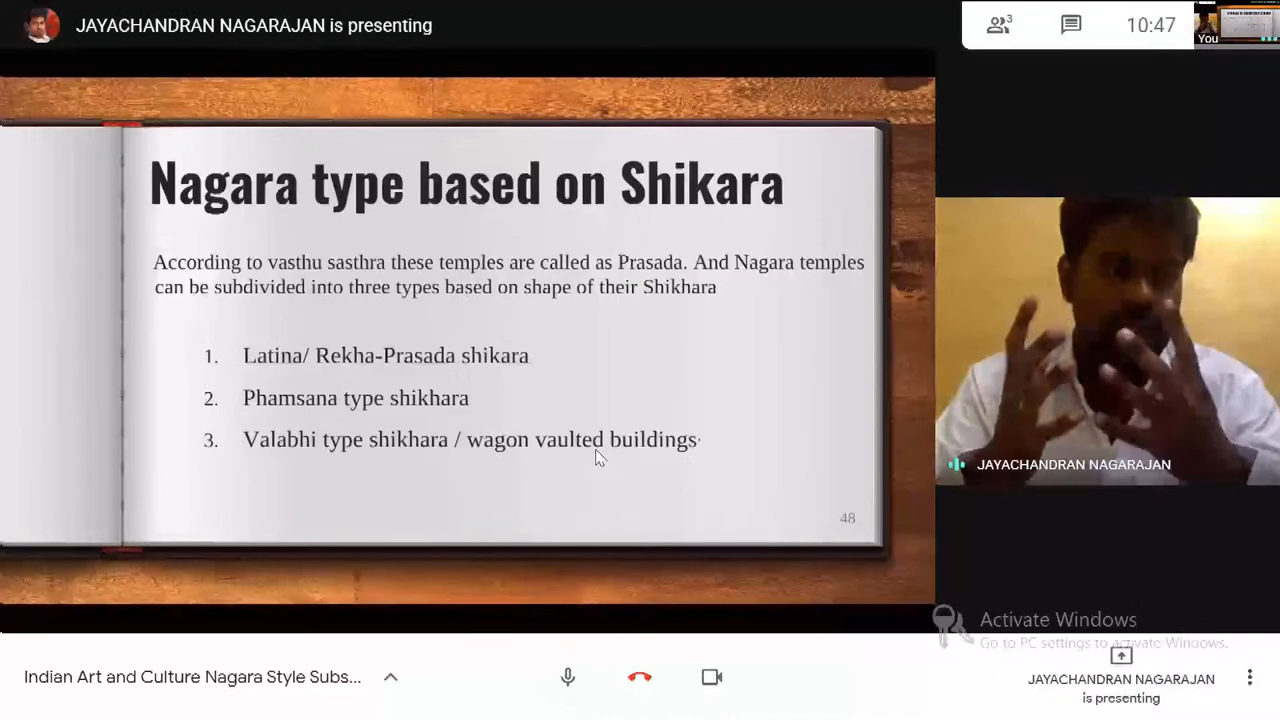 JAYACHANDRAN NAGARAJAN is presenting
3
10:47
You
Nagara type based on Shikara
According to vasthu sasthra these temples are called as Prasada. And Nagara temples
can be subdivided into three types based on shape of their Shikhara
1. Latina/ Rekha-Prasada shikara
2. Phamsana type shikhara
3. Valabhi type shikhara / wagon vaulted buildings
48
JAYACHANDRAN NAGARAJAN
Activate Windows
Go to PC settings to activate Windows.
Indian Art and Culture Nagara Style Subs...
JAYACHANDRAN NAGARAJAN
is presenting